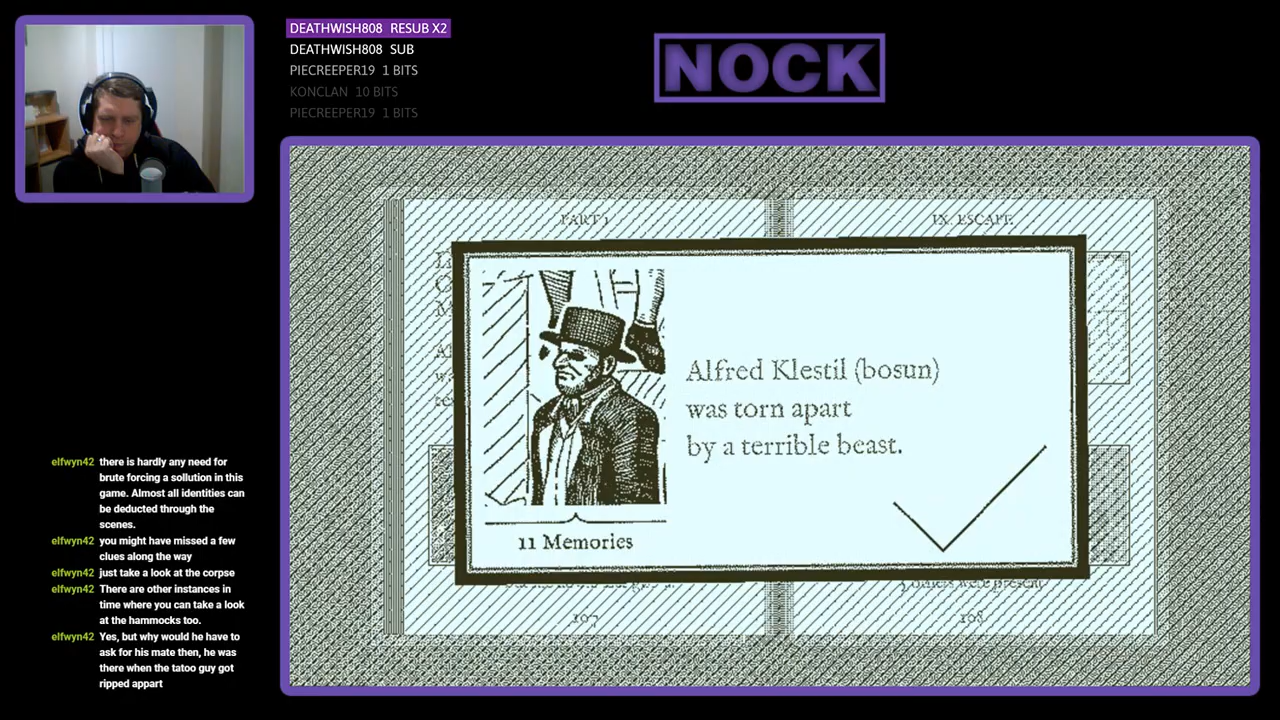 DEATHWISH808 RESUB X2
DEATHWISH808 SUB
PIECREEPER19 1 BITS
KONCLAN 10 BITS
PIECREEPER19 1 BITS
NOCK
PART I
IX. ESCAPE
Alfred Klestil (bosun)
was torn apart
by a terrible beast.
11 Memories
107
108
elfwyn42 there is hardly any need for
brute forcing a sollution in this
game. Almost all identities can
be deducted through the
scenes.
elfwyn42 you might have missed a few
clues along the way
elfwyn42 just take a look at the corpse
elfwyn42 There are other instances in
time where you can take a look
at the hammocks too.
elfwyn42 Yes, but why would he have to
ask for his mate then, he was
there when the tatoo guy got
ripped appart